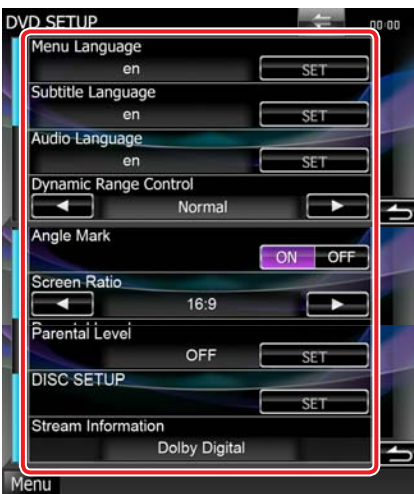 DVD SETUP 00:00
Menu Language
en SET
Subtitle Language
en SET
Audio Language
en SET
Dynamic Range Control
Normal
Angle Mark
ON OFF
Screen Ratio
16:9
Parental Level
OFF SET
DISC SETUP
SET
Stream Information
Dolby Digital
Menu